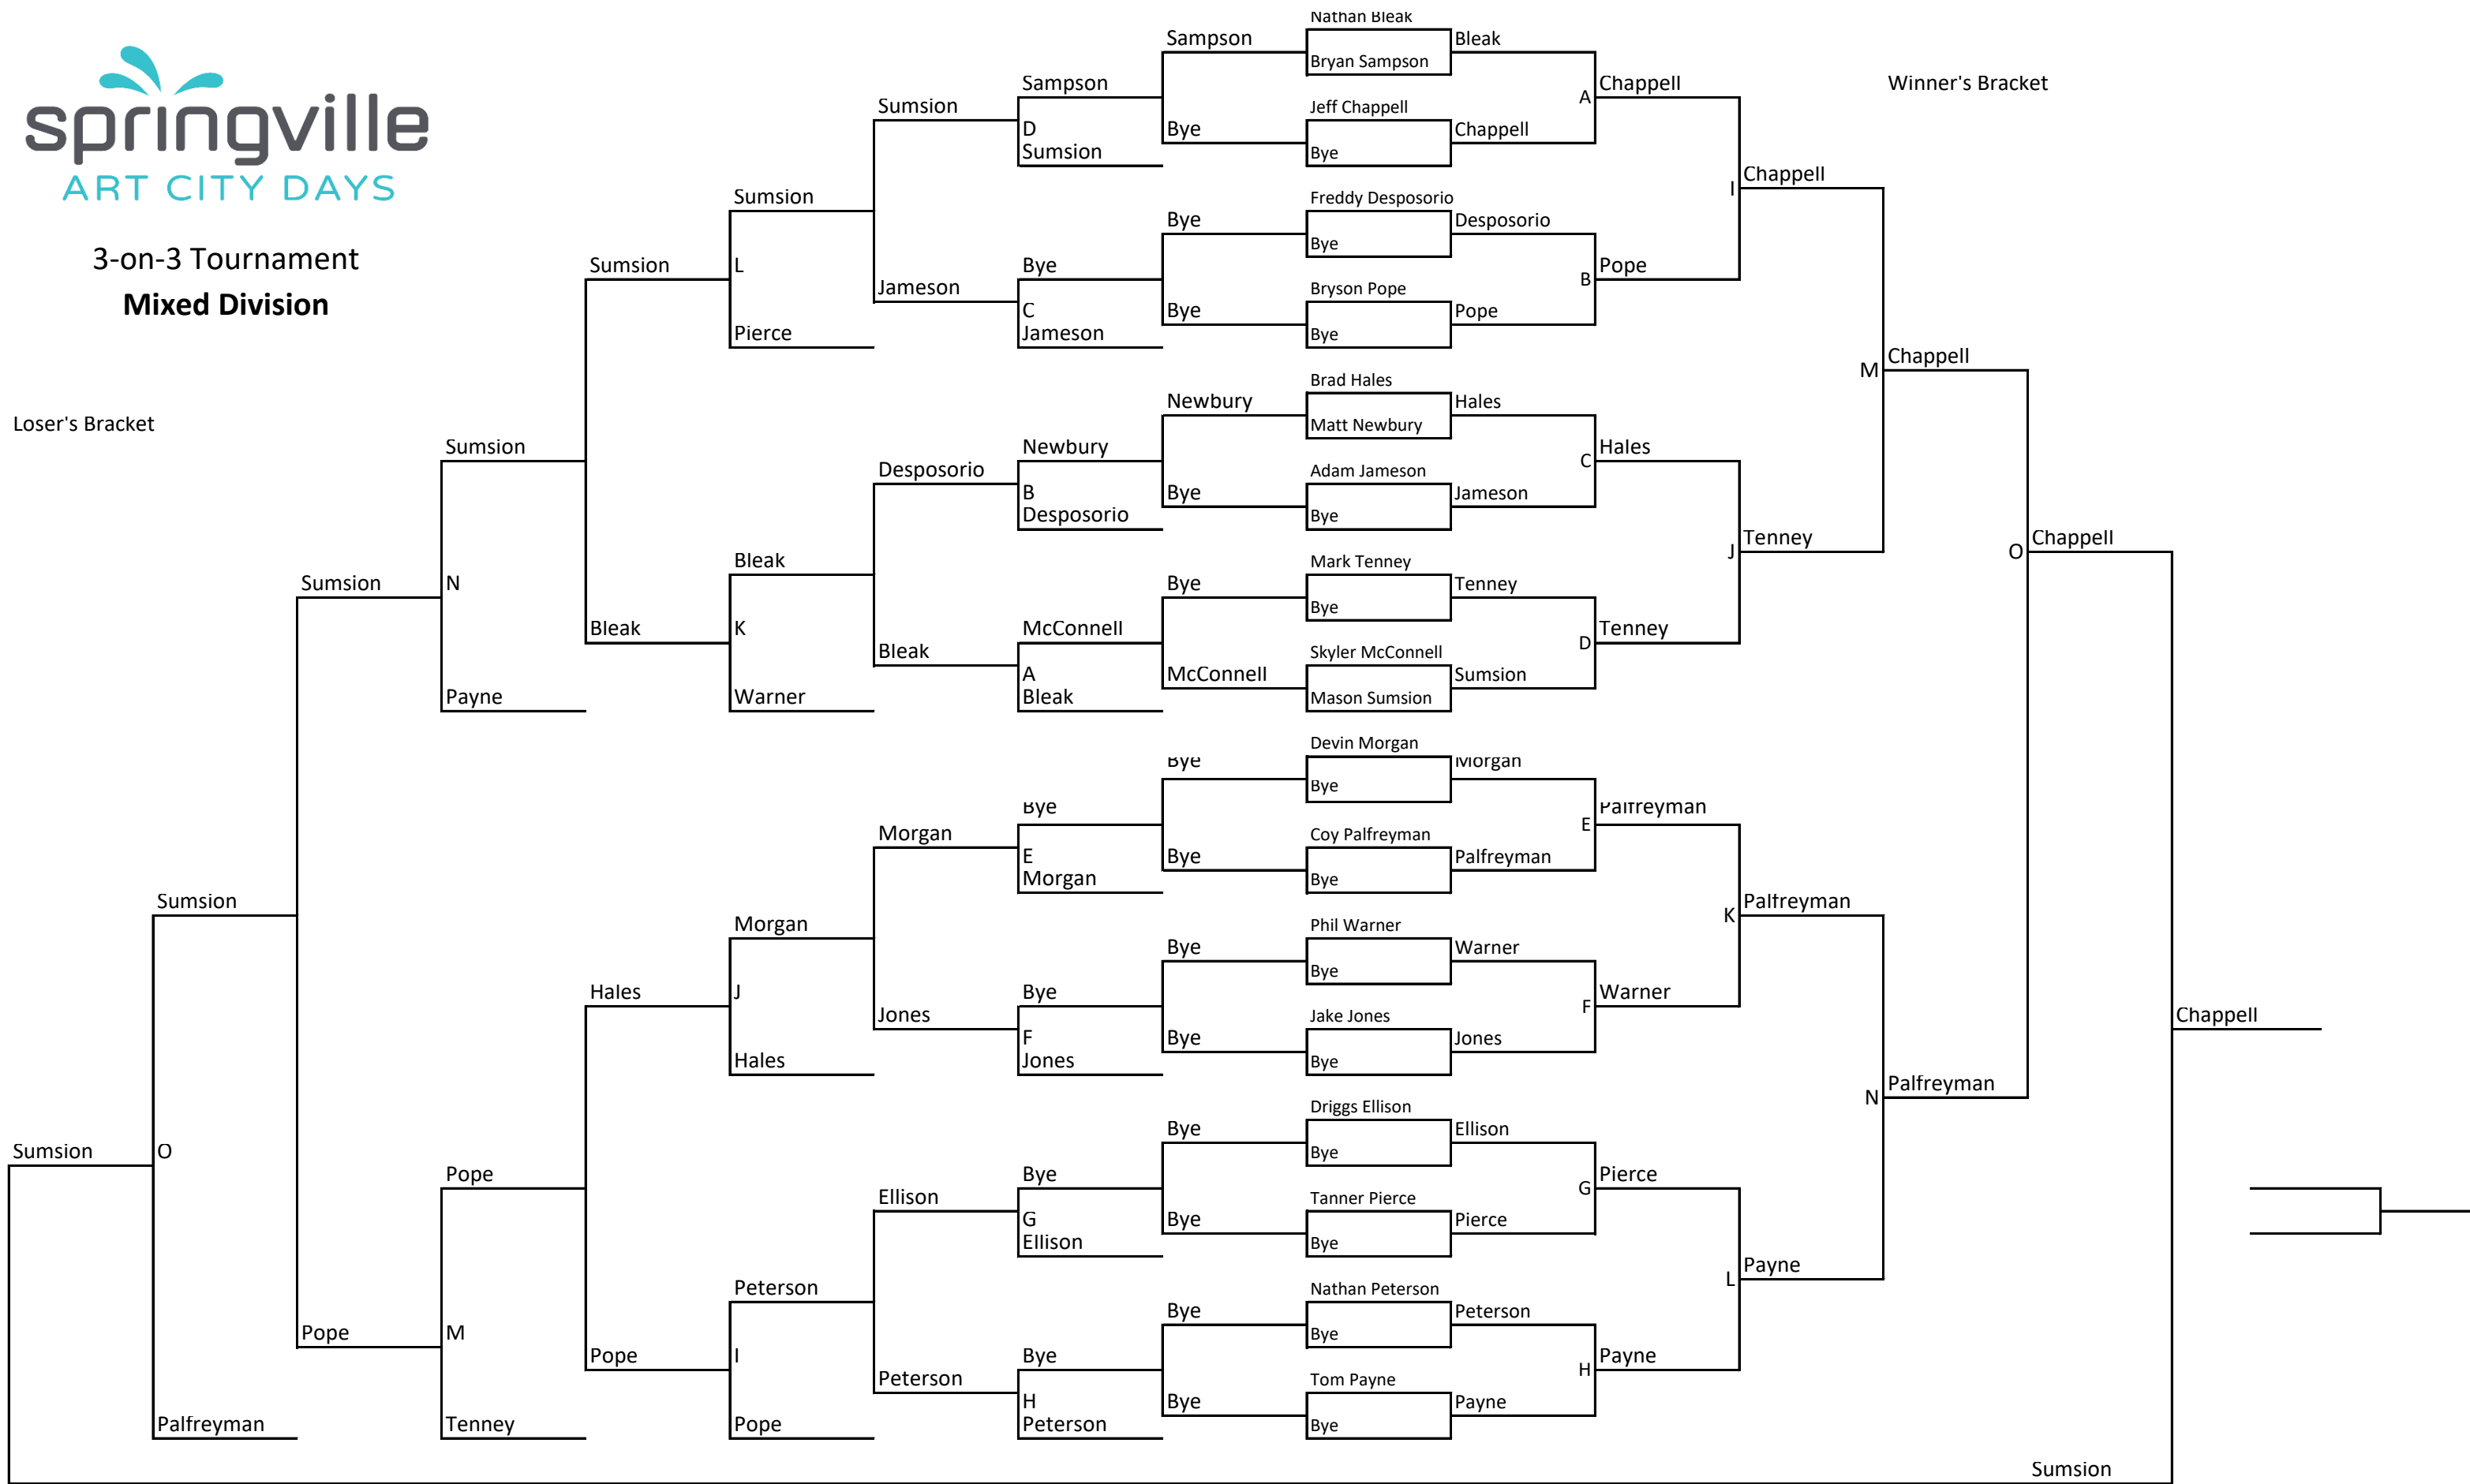 springville
ART CITY DAYS
3-on-3 Tournament
Mixed Division
Loser's Bracket
Winner's Bracket
Sumsion
Sumsion
O
Palfreyman
Sumsion
Pope
Sumsion
N
Payne
Pope
M
Tenney
Sumsion
Bleak
Hales
Pope
Sumsion
L
Pierce
Bleak
K
Warner
Morgan
J
Hales
Peterson
I
Pope
Sumsion
Jameson
Desposorio
Bleak
Morgan
Jones
Ellison
Peterson
Sampson
D
Sumsion
Bye
C
Jameson
Newbury
B
Desposorio
McConnell
A
Bleak
Bye
E
Morgan
Bye
F
Jones
Bye
G
Ellison
Bye
H
Peterson
Sampson
Bye
Bye
Bye
Newbury
Bye
Bye
McConnell
Bye
Bye
Bye
Bye
Bye
Bye
Bye
Bye
Nathan Bleak
Bryan Sampson
Jeff Chappell
Bye
Freddy Desposorio
Bye
Bryson Pope
Bye
Brad Hales
Matt Newbury
Adam Jameson
Bye
Mark Tenney
Bye
Skyler McConnell
Mason Sumsion
Devin Morgan
Bye
Coy Palfreyman
Bye
Phil Warner
Bye
Jake Jones
Bye
Driggs Ellison
Bye
Tanner Pierce
Bye
Nathan Peterson
Bye
Tom Payne
Bye
Bleak
Chappell
Desposorio
Pope
Hales
Jameson
Tenney
Sumsion
Morgan
Palfreyman
Warner
Jones
Ellison
Pierce
Peterson
Payne
A
Chappell
B
Pope
C
Hales
D
Tenney
E
Palfreyman
F
Warner
G
Pierce
H
Payne
I
Chappell
J
Tenney
K
Palfreyman
L
Payne
M
Chappell
N
Palfreyman
O
Chappell
Sumsion
Chappell